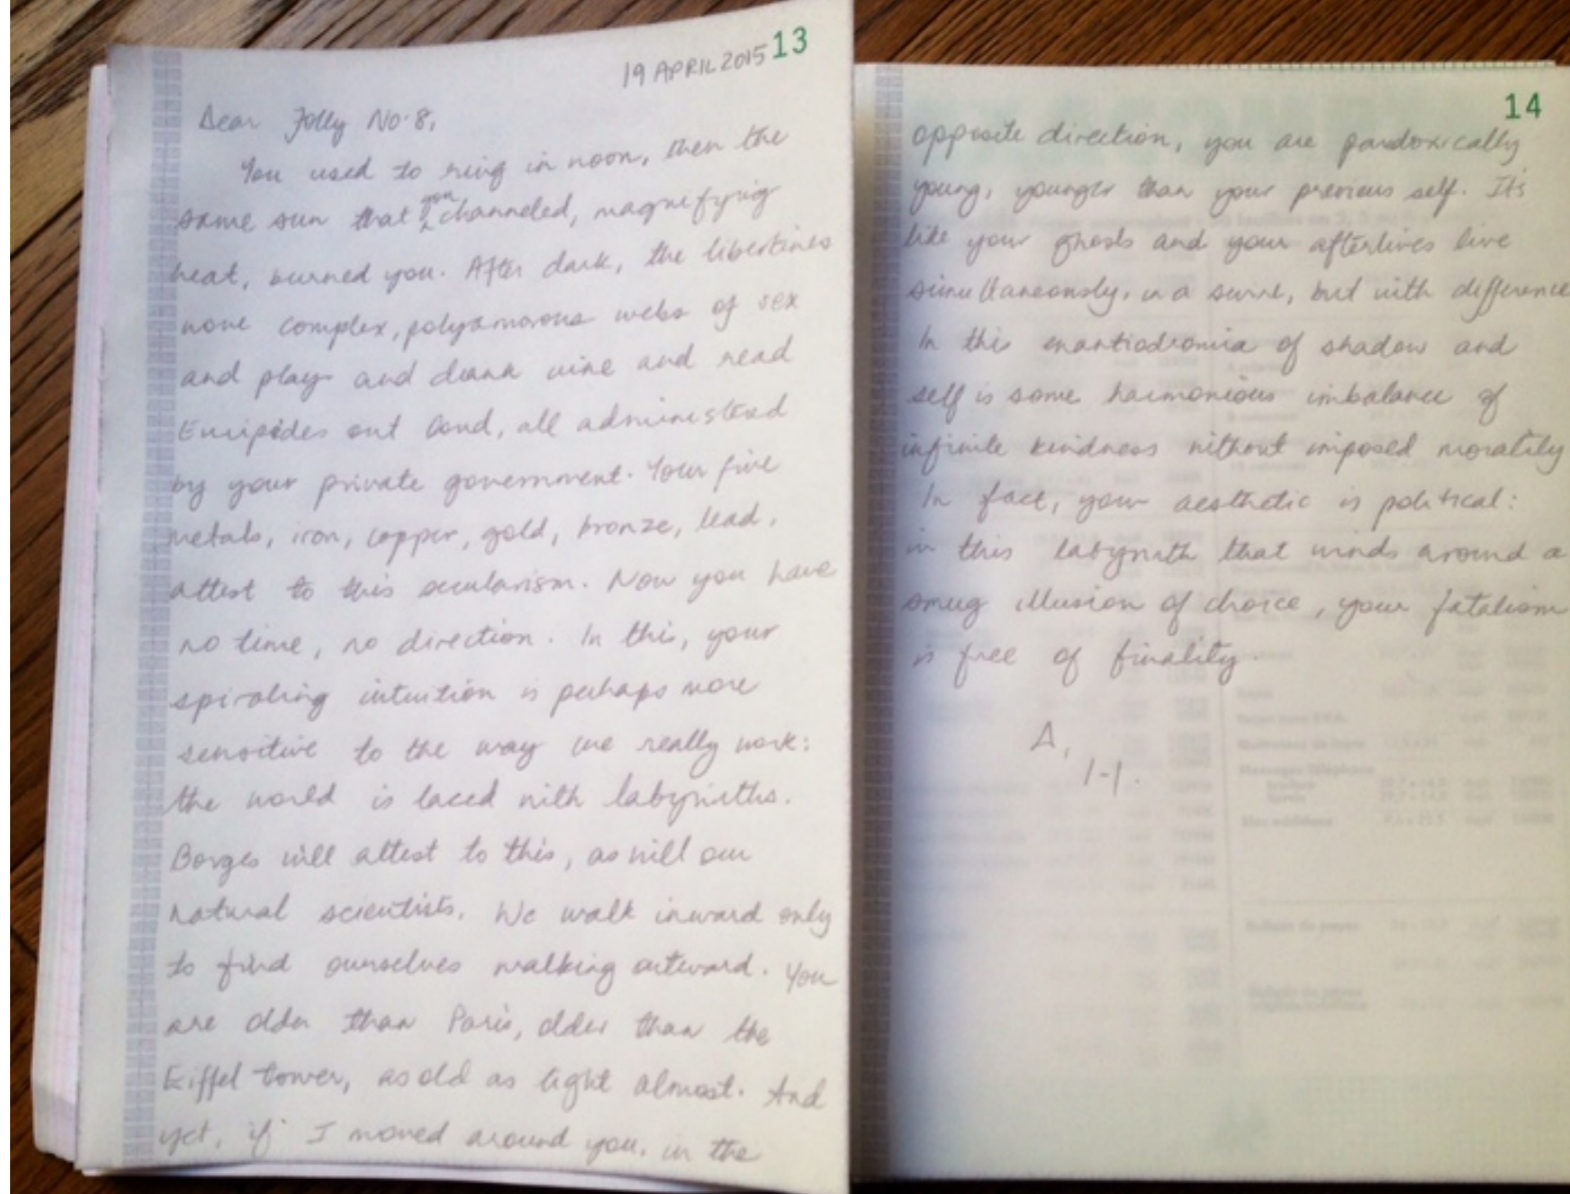 19 APRIL 2015 13
Dear Folly No. 8,
You used to ring in noon, then the
same sun that you channeled, magnifying
heat, burned you. After dark, the libertines
wove complex, polyamorous webs of sex
and play and drank wine and read
Euripides out loud, all administered
by your private government. Your five
metals, iron, copper, gold, bronze, lead,
attest to this secularism. Now you have
no time, no direction. In this, your
spiraling intuition is perhaps more
sensitive to the way we really work:
the world is laced with labyrinths.
Borges will attest to this, as will our
natural scientists. We walk inward only
to find ourselves walking outward. You
are older than Paris, older than the
Eiffel tower, as old as light almost. And
yet, if I moved around you, in the
14
opposite direction, you are paradoxically
young, younger than your previous self. It's
like your ghosts and your afterlives live
simultaneously, in a sense, but with difference
In this enantiodromia of shadow and
self is some harmonious imbalance of
infinite kindness without imposed morality
In fact, your aesthetic is political:
in this labyrinth that winds around a
smug illusion of choice, your fatalism
is free of finality.
A,
1-1.